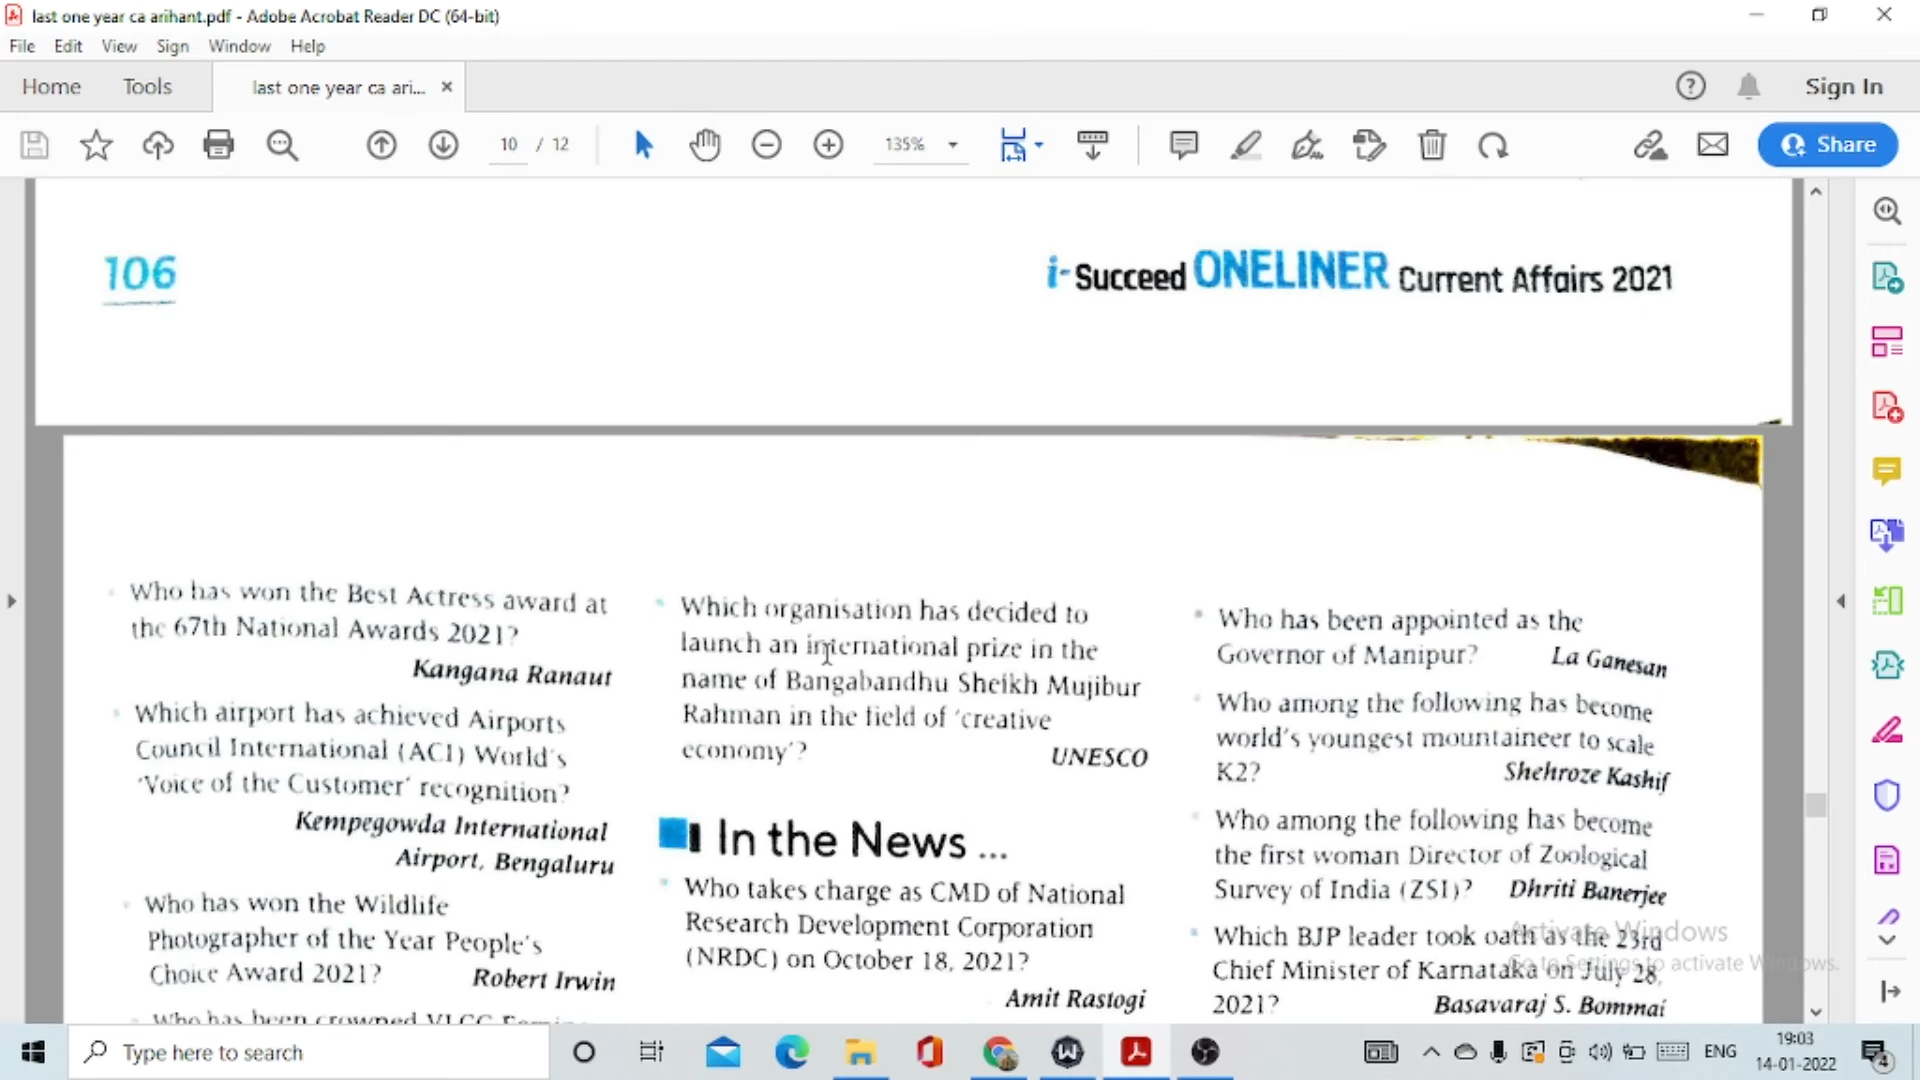 last one year ca arihant.pdf - Adobe Acrobat Reader DC (64-bit)
File Edit View Sign Window Help
Home Tools last one year ca ari... Sign In
10 / 12 135% Share
106
i-Succeed ONELINER Current Affairs 2021
Who has won the Best Actress award at
the 67th National Awards 2021?
Kangana Ranaut
Which airport has achieved Airports
Council International (ACI) World's
'Voice of the Customer' recognition?
Kempegowda International
Airport, Bengaluru
Who has won the Wildlife
Photographer of the Year People's
Choice Award 2021? Robert Irwin
Who has been crowned VLCC
Which organisation has decided to
launch an international prize in the
name of Bangabandhu Sheikh Mujibur
Rahman in the field of 'creative
economy'? UNESCO
In the News ...
Who takes charge as CMD of National
Research Development Corporation
(NRDC) on October 18, 2021?
Amit Rastogi
Who has been appointed as the
Governor of Manipur? La Ganesan
Who among the following has become
world's youngest mountaineer to scale
K2? Shehroze Kashif
Who among the following has become
the first woman Director of Zoological
Survey of India (ZSI)? Dhriti Banerjee
Which BJP leader took oath as the 23rd
Chief Minister of Karnataka on July 28,
2021? Basavaraj S. Bommai
Activate Windows
Go to Settings to activate Windows.
Type here to search
ENG
19:03
14-01-2022
4